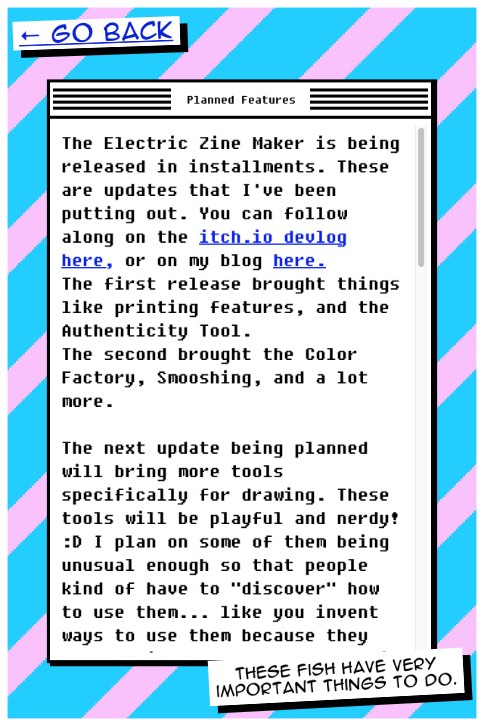 ← GO BACK
Planned Features
The Electric Zine Maker is being
released in installments. These
are updates that I've been
putting out. You can follow
along on the itch.io devlog
here, or on my blog here.
The first release brought things
like printing features, and the
Authenticity Tool.
The second brought the Color
Factory, Smooshing, and a lot
more.
The next update being planned
will bring more tools
specifically for drawing. These
tools will be playful and nerdy!
:D I plan on some of them being
unusual enough so that people
kind of have to "discover" how
to use them... like you invent
ways to use them because they
THESE FISH HAVE VERY
IMPORTANT THINGS TO DO.